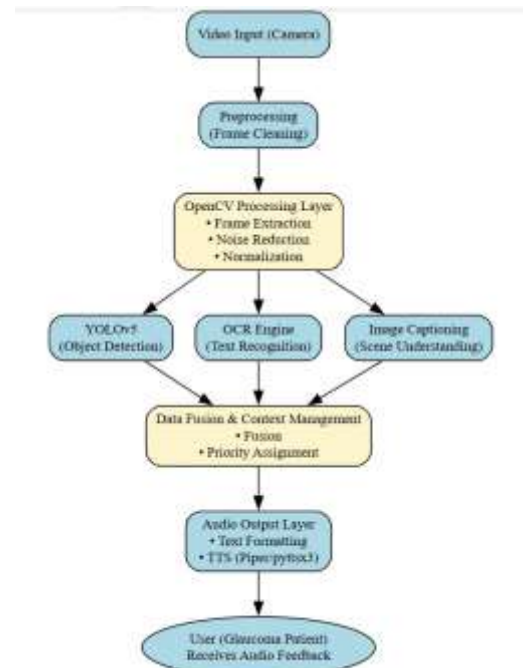 Video Input (Camera)
Preprocessing
(Frame Cleaning)
OpenCV Processing Layer
• Frame Extraction
• Noise Reduction
• Normalization
YOLOv5
(Object Detection)
OCR Engine
(Text Recognition)
Image Captioning
(Scene Understanding)
Data Fusion & Context Management
• Fusion
• Priority Assignment
Audio Output Layer
• Text Formatting
• TTS (Piper/pyttsx3)
User (Glaucoma Patient)
Receives Audio Feedback